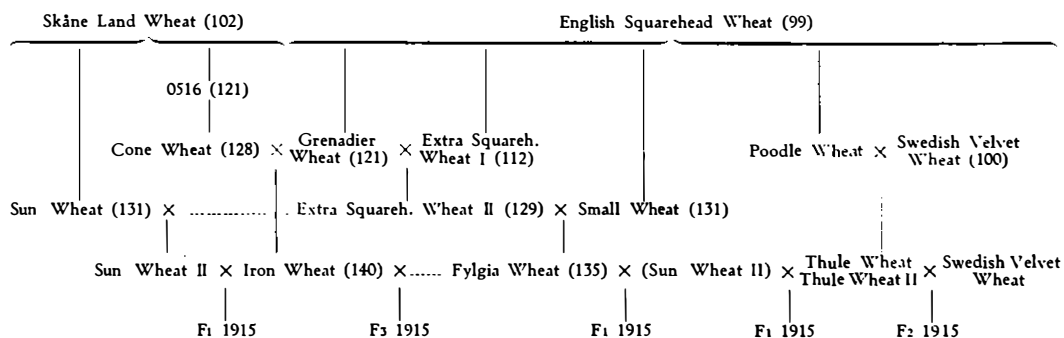 Skåne Land Wheat (102) English Squarehead Wheat (99)
0516 (121)
Cone Wheat (128) × Grenadier Wheat (121) × Extra Squareh. Wheat I (112) Poodle Wheat × Swedish Velvet Wheat (100)
Sun Wheat (131) × ........ Extra Squareh. Wheat II (129) × Small Wheat (131)
Sun Wheat II × Iron Wheat (140) × ...... Fylgia Wheat (135) × (Sun Wheat II) × Thule Wheat Thule Wheat II × Swedish Velvet Wheat
F1 1915 F3 1915 F1 1915 F1 1915 F2 1915